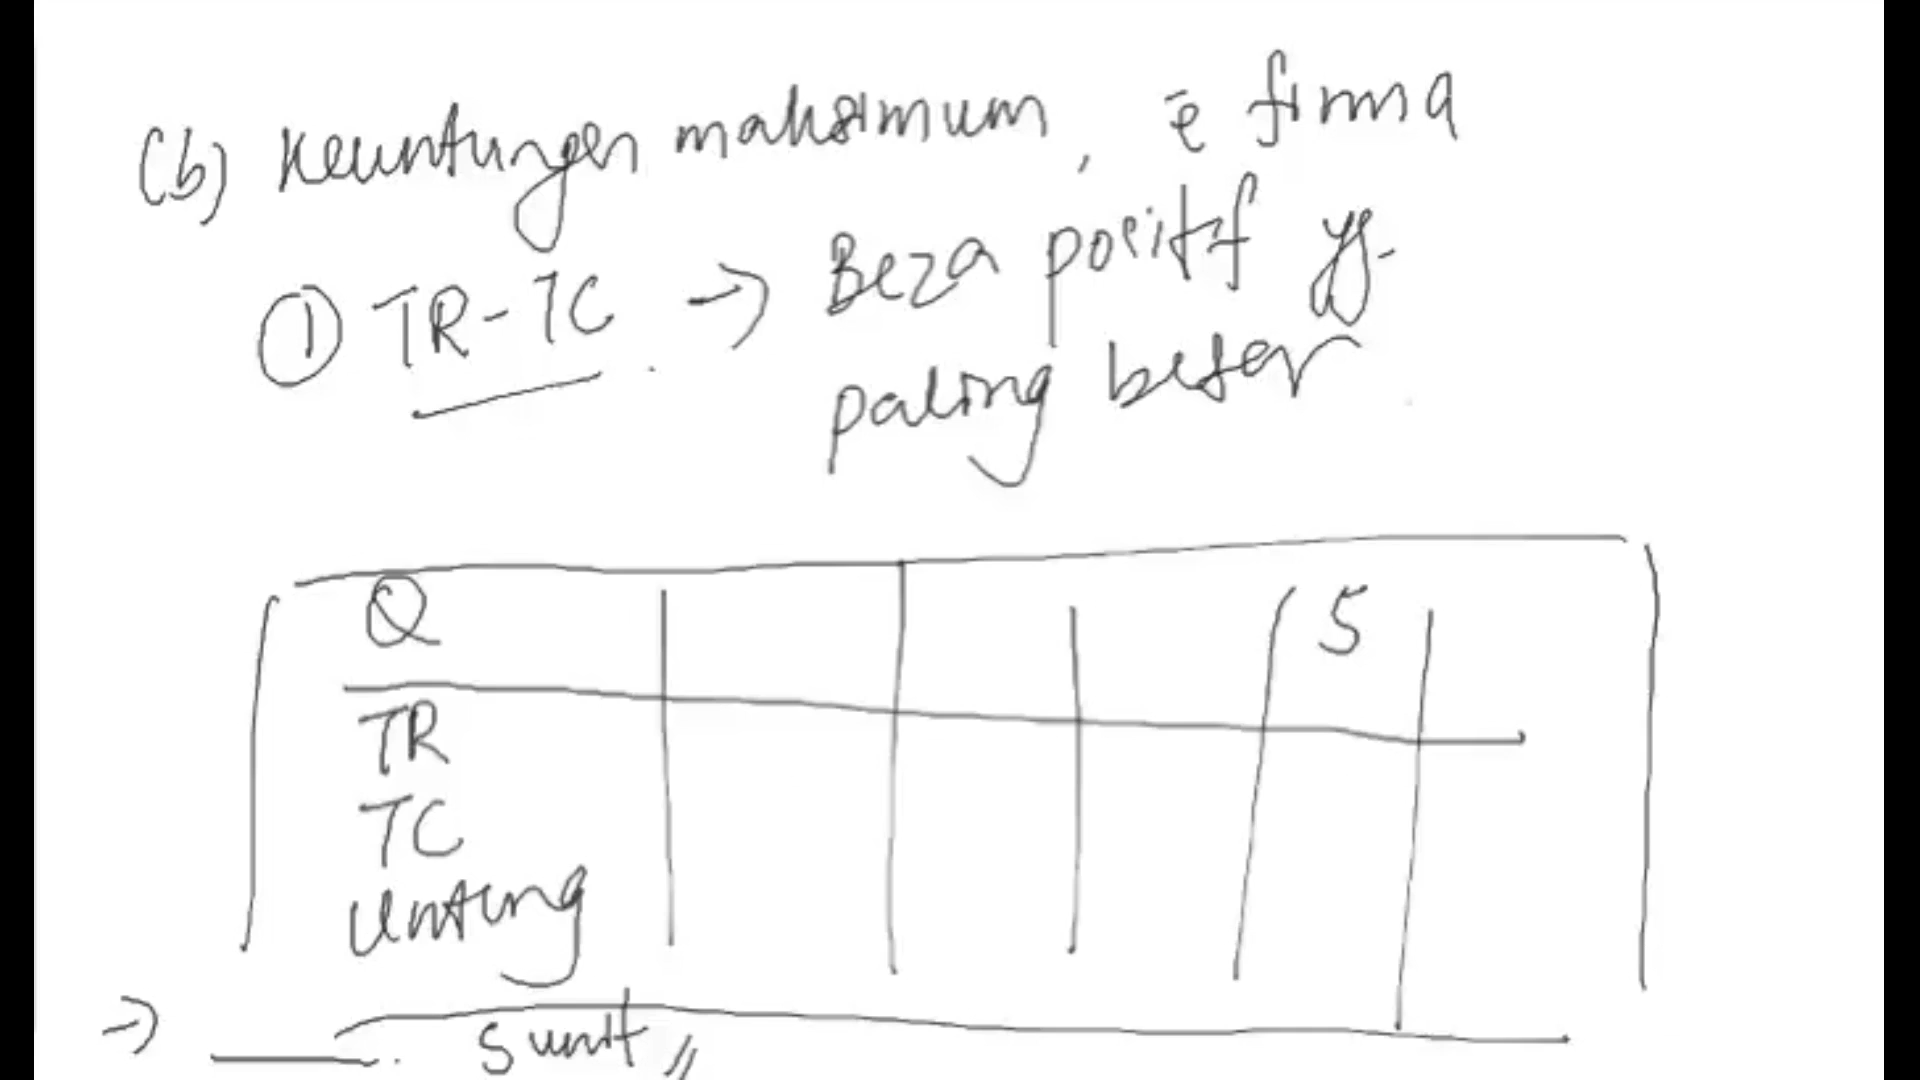 (b) Keuntungan maksimum, ē firma
① TR-TC → Beza positif yg.
paling besar
Q 5
TR
TC
Untung
→ 5 unit //